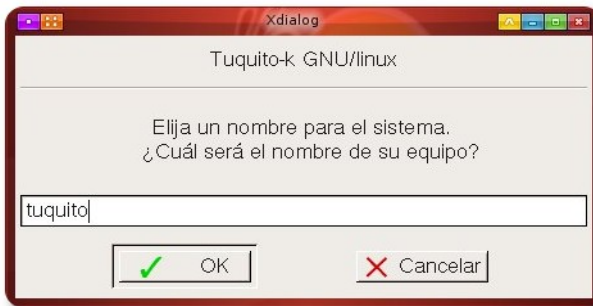 Xdialog
Tuquito-k GNU/linux
Elija un nombre para el sistema.
¿Cuál será el nombre de su equipo?
tuquito
OK
Cancelar